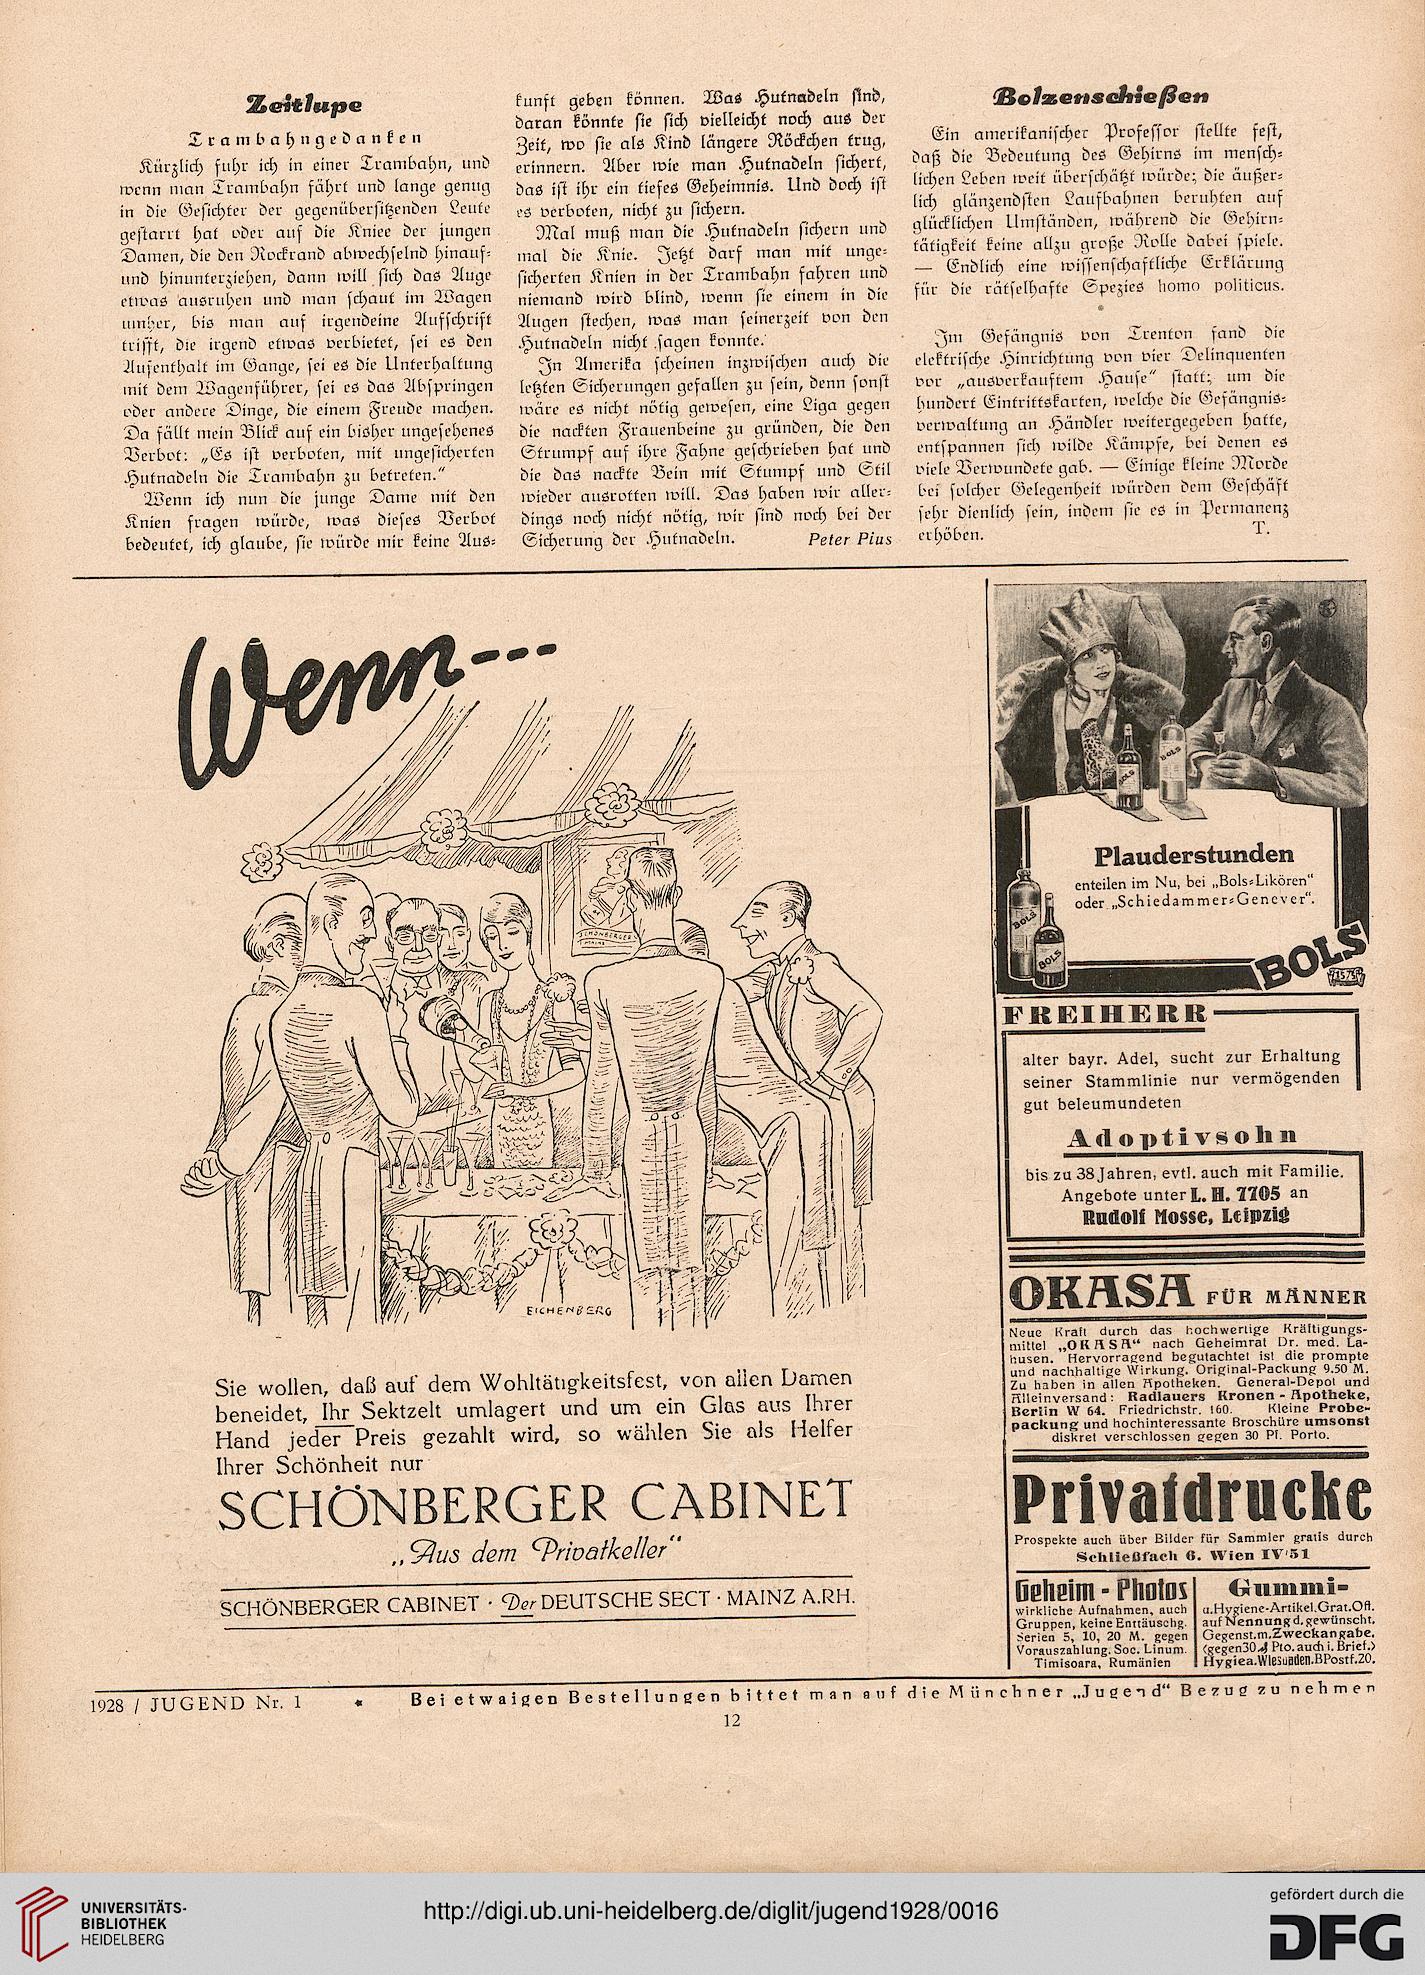 Zeitlupe
Trambahngedanken
Kürzlich fuhr ich in einer Trambahn, und
wenn man Trambahn fährt und lange genug
in die Gesichter der gegenübersitzenden Leute
gestarrt hat oder auf die Kniee der jungen
Damen, die den Rockrand abwechselnd hinauf-
und hinunterziehen, dann will sich das Auge
etwas ausruhen und man schaut im Wagen
umher, bis man auf irgendeine Aufschrift
trifft, die irgend etwas verbietet, sei es den
Aufenthalt im Gange, sei es die Unterhaltung
mit dem Wagenführer, sei es das Abspringen
oder andere Dinge, die einem Freude machen.
Da fällt mein Blick auf ein bisher ungesehenes
Verbot: „Es ist verboten, mit ungesicherten
Hutnadeln die Trambahn zu betreten.“
Wenn ich nun die junge Dame mit den
Knien fragen würde, was dieses Verbot
bedeutet, ich glaube, sie würde mir keine Aus-
kunft geben können. Was Hutnadeln sind,
daran könnte sie sich vielleicht noch aus der
Zeit, wo sie als Kind längere Röckchen trug,
erinnern. Aber wie man Hutnadeln sichert,
das ist ihr ein tiefes Geheimnis. Und doch ist
es verboten, nicht zu sichern.
Mal muß man die Hutnadeln sichern und
mal die Knie. Jetzt darf man mit unge-
sicherten Knien in der Trambahn fahren und
niemand wird blind, wenn sie einem in die
Augen stechen, was man seinerzeit von den
Hutnadeln nicht sagen konnte.
In Amerika scheinen inzwischen auch die
letzten Sicherungen gefallen zu sein, denn sonst
wäre es nicht nötig gewesen, eine Liga gegen
die nackten Frauenbeine zu gründen, die den
Strumpf auf ihre Fahne geschrieben hat und
die das nackte Bein mit Stumpf und Stil
wieder ausrotten will. Das haben wir aller-
dings noch nicht nötig, wir sind noch bei der
Sicherung der Hutnadeln. Peter Pius
Bolzenschießen
Ein amerikanischer Professor stellte fest,
daß die Bedeutung des Gehirns im mensch-
lichen Leben weit überschätzt würde; die äußer-
lich glänzendsten Laufbahnen beruhten auf
glücklichen Umständen, während die Gehirn-
tätigkeit keine allzu große Rolle dabei spiele.
— Endlich eine wissenschaftliche Erklärung
für die rätselhafte Spezies homo politicus.
Im Gefängnis von Trenton fand die
elektrische Hinrichtung von vier Delinquenten
vor „ausverkauftem Hause“ statt; um die
hundert Eintrittskarten, welche die Gefängnis-
verwaltung an Händler weitergegeben hatte,
entspannen sich wilde Kämpfe, bei denen es
viele Verwundete gab. — Einige kleine Morde
bei solcher Gelegenheit würden dem Geschäft
sehr dienlich sein, indem sie es in Permanenz
erhöben. T.
Wenn---
SCHÖNBERGER
EICHENBERG
Sie wollen, daß auf dem Wohltätigkeitsfest, von allen Damen
beneidet, Ihr Sektzelt umlagert und um ein Glas aus Ihrer
Hand jeder Preis gezahlt wird, so wählen Sie als Helfer
Ihrer Schönheit nur
SCHÖNBERGER CABINET
„Aus dem Privatkeller“
SCHÖNBERGER CABINET · Der DEUTSCHE SECT · MAINZ A.RH.
BOLS
BOLS
Plauderstunden
enteilen im Nu, bei „Bols-Likören“
oder „Schiedammer-Genever“.
BOLS
BOLS
BOLS
1575
FREIHERR
alter bayr. Adel, sucht zur Erhaltung
seiner Stammlinie nur vermögenden
gut beleumundeten
Adoptivsohn
bis zu 38 Jahren, evtl. auch mit Familie.
Angebote unter L. H. 7705 an
Rudolf Mosse, Leipzig
OKASA FÜR MÄNNER
Neue Kraft durch das hochwertige Kräftigungs-
mittel „OKASA“ nach Geheimrat Dr. med. La-
husen. Hervorragend begutachtet ist die prompte
und nachhaltige Wirkung. Original-Packung 9.50 M.
Zu haben in allen Apotheken. General-Depot und
Alleinversand: Radlauers Kronen-Apotheke,
Berlin W 64. Friedrichstr. 160. Kleine Probe-
packung und hochinteressante Broschüre umsonst
diskret verschlossen gegen 30 Pf. Porto.
Privatdrucke
Prospekte auch über Bilder für Sammler gratis durch
Schließfach 6. Wien IV/51
Geheim-Photos
wirkliche Aufnahmen, auch
Gruppen, keine Enttäuschg.
Serien 5, 10, 20 M. gegen
Vorauszahlung. Soc. Linum.
Timisoara, Rumänien
Gummi-
u.Hygiene-Artikel.Grat.Off.
auf Nennung d. gewünscht.
Gegenst.m.Zweckangabe.
(gegen 30 ₰ Pto. auch i. Brief.)
Hygiea.Wiesbaden.BPostf.20.
1928 / JUGEND Nr. 1 * Bei etwaigen Bestellungen bittet man auf die Münchner „Jugend“ Bezug zu nehmen
12
UNIVERSITÄTS-
BIBLIOTHEK
HEIDELBERG
http://digi.ub.uni-heidelberg.de/diglit/jugend1928/0016
gefördert durch die
DFG